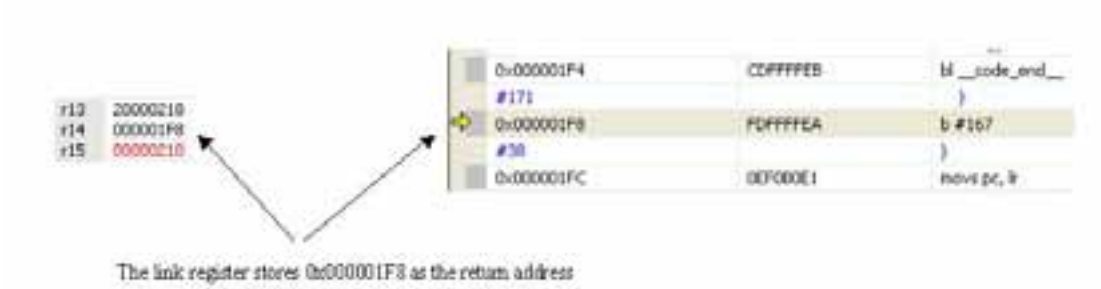 0x000001F4 CDFFFFEB bl __code_end__
#171 }
r13 20000218
r14 000001F8
r15 00000210
0x000001F8 FDFFFFEA b #167
#38 }
0x000001FC 0EF0B0E1 movs pc, lr
The link register stores 0x000001F8 as the return address